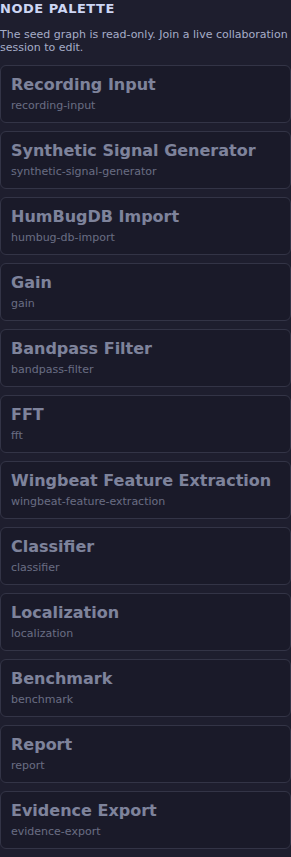 NODE PALETTE
The seed graph is read-only. Join a live collaboration
session to edit.
Recording Input
recording-input
Synthetic Signal Generator
synthetic-signal-generator
HumBugDB Import
humbug-db-import
Gain
gain
Bandpass Filter
bandpass-filter
FFT
fft
Wingbeat Feature Extraction
wingbeat-feature-extraction
Classifier
classifier
Localization
localization
Benchmark
benchmark
Report
report
Evidence Export
evidence-export